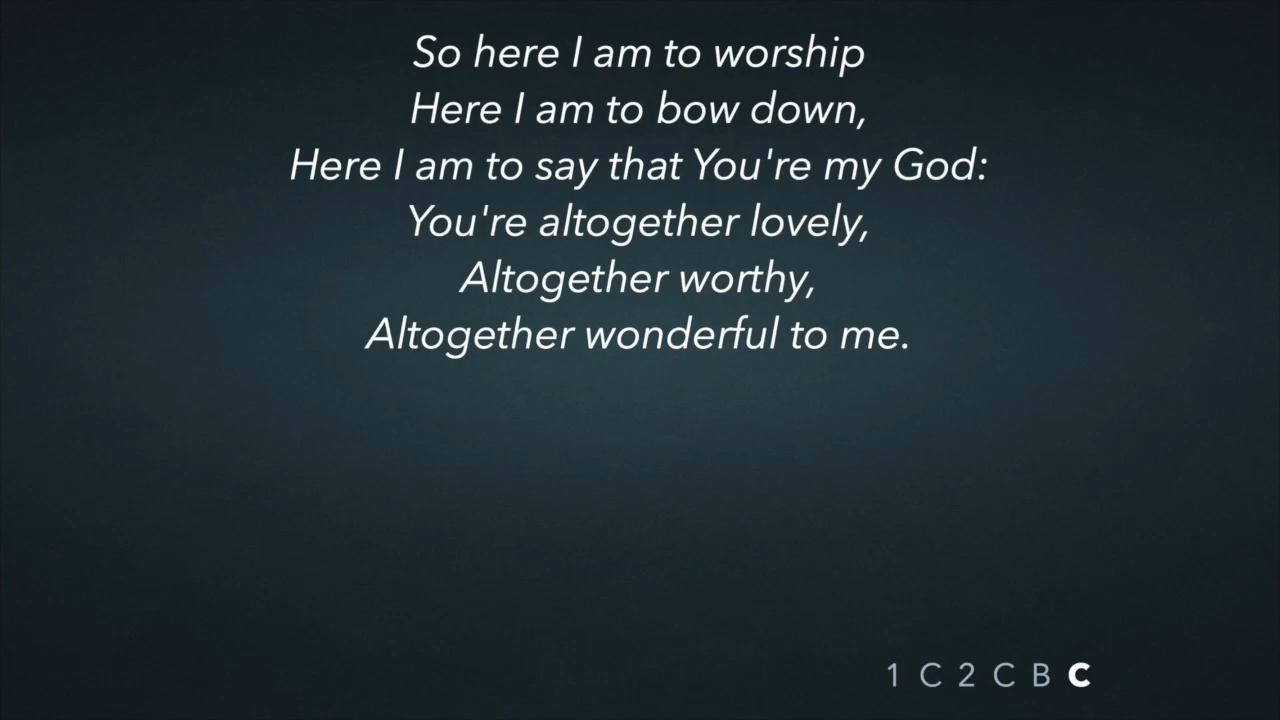 So here I am to worship
Here I am to bow down,
Here I am to say that You're my God:
You're altogether lovely,
Altogether worthy,
Altogether wonderful to me.
1 C 2 C B C